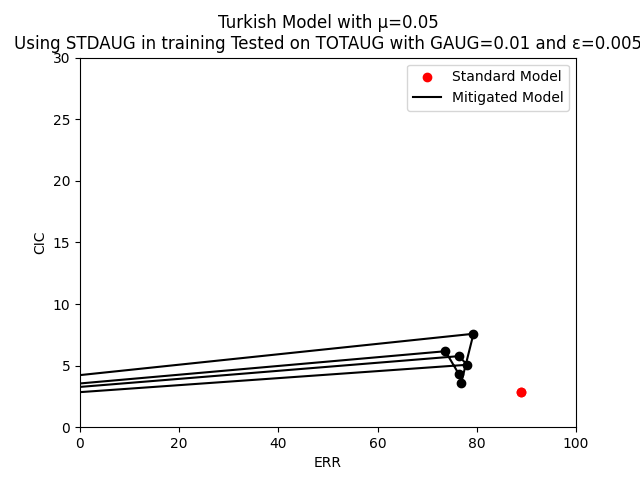 Turkish Model with μ=0.05
Using STDAUG in training Tested on TOTAUG with GAUG=0.01 and ε=0.005
Standard Model
Mitigated Model
30
25
20
15
10
5
0
CIC
0 20 40 60 80 100
ERR